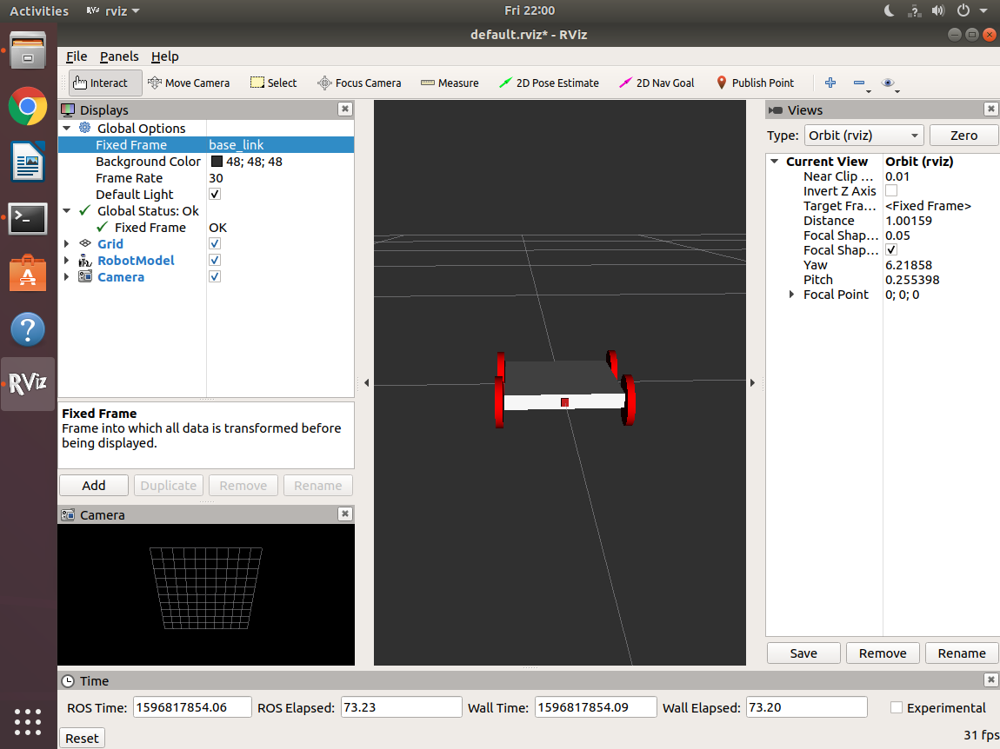 Activities RViz rviz Fri 22:00
default.rviz* - RViz
File Panels Help
Interact Move Camera Select Focus Camera Measure 2D Pose Estimate 2D Nav Goal Publish Point
Displays
Global Options
Fixed Frame base_link
Background Color 48; 48; 48
Frame Rate 30
Default Light
Global Status: Ok
Fixed Frame OK
Grid
RobotModel
Camera
Fixed Frame
Frame into which all data is transformed before
being displayed.
Add Duplicate Remove Rename
Camera
Views
Type: Orbit (rviz) Zero
Current View Orbit (rviz)
Near Clip ... 0.01
Invert Z Axis
Target Fra... <Fixed Frame>
Distance 1.00159
Focal Shap... 0.05
Focal Shap...
Yaw 6.21858
Pitch 0.255398
Focal Point 0; 0; 0
Save Remove Rename
RViz
Time
ROS Time: 1596817854.06 ROS Elapsed: 73.23 Wall Time: 1596817854.09 Wall Elapsed: 73.20 Experimental
Reset 31 fps